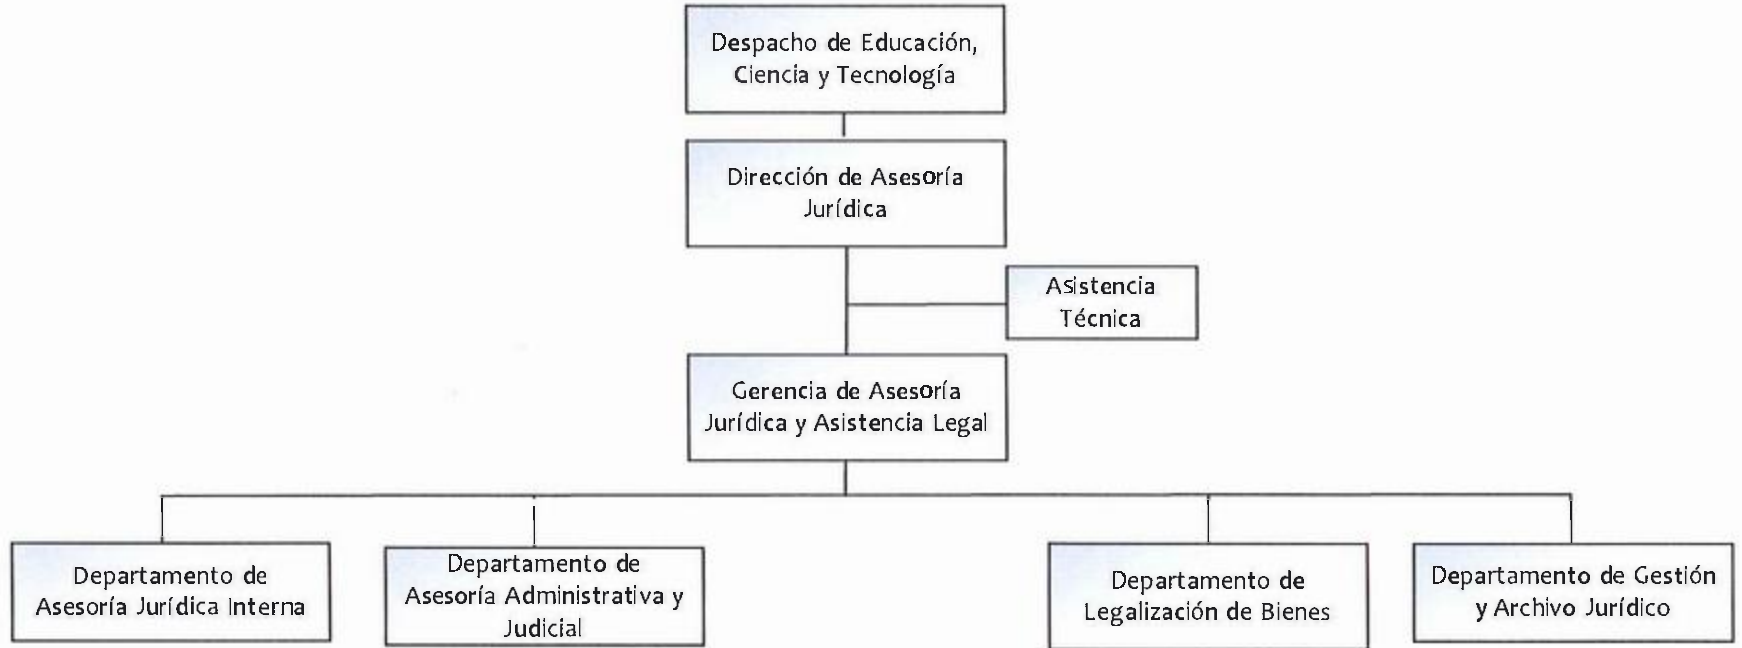 Despacho de Educación,
Ciencia y Tecnología
Dirección de Asesoría
Jurídica
Asistencia
Técnica
Gerencia de Asesoría
Jurídica y Asistencia Legal
Departamento de
Asesoría Jurídica Interna
Departamento de
Asesoría Administrativa y
Judicial
Departamento de
Legalización de Bienes
Departamento de Gestión
y Archivo Jurídico